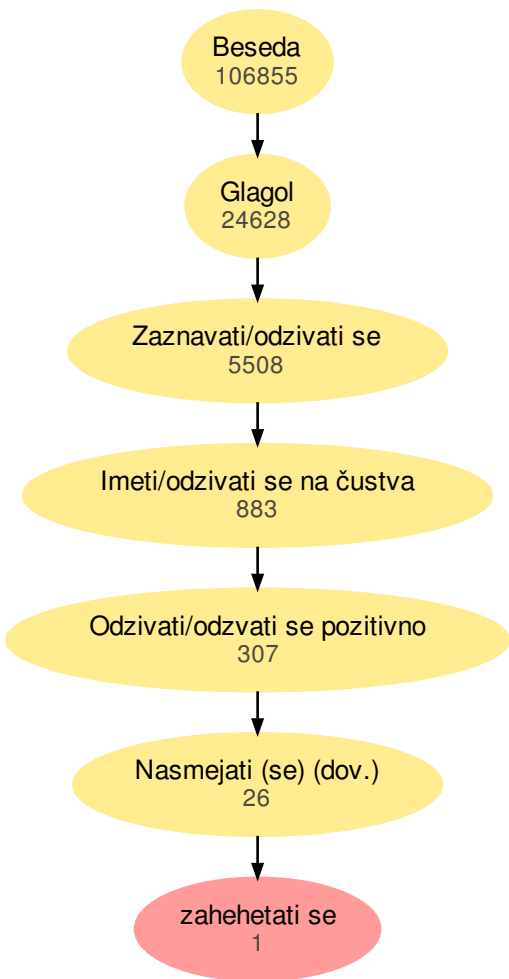 Beseda
106855
Glagol
24628
Zaznavati/odzivati se
5508
Imeti/odzivati se na čustva
883
Odzivati/odzvati se pozitivno
307
Nasmejati (se) (dov.)
26
zahehetati se
1